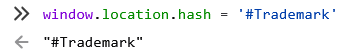 >> window.location.hash = '#Trademark'
← "#Trademark"